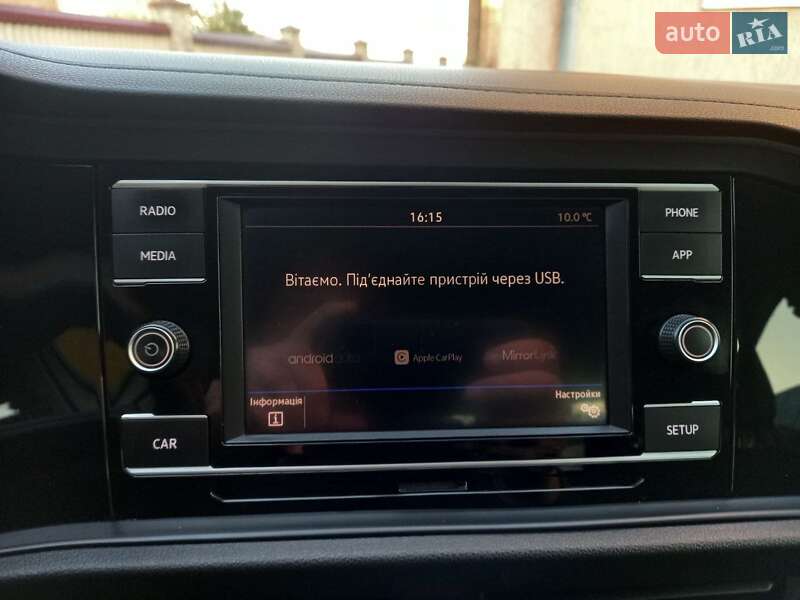 auto RIA
.com
RADIO
MEDIA
CAR
PHONE
APP
SETUP
16:15
10.0 °C
Вітаємо. Під'єднайте пристрій через USB.
androidauto
Apple CarPlay
MirrorLink
Інформація
Настройки